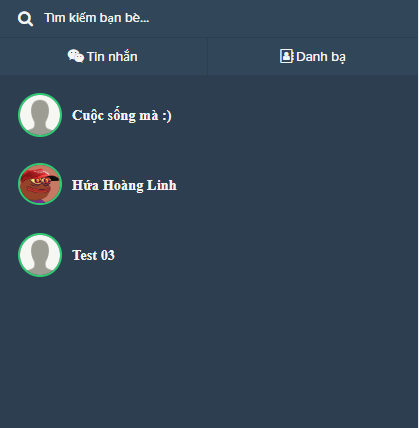 Tìm kiếm bạn bè...
Tin nhắn
Danh bạ
Cuộc sống mà :)
Hứa Hoàng Linh
Test 03